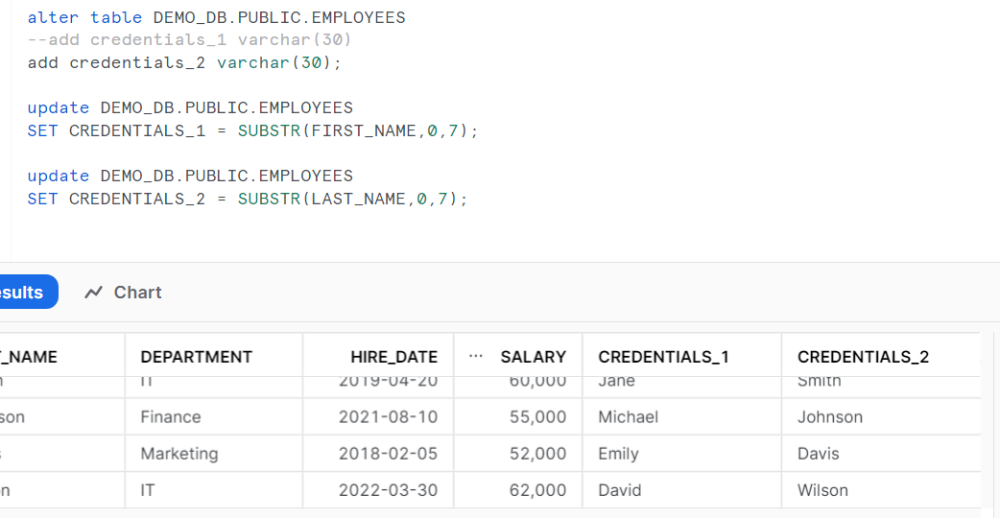 alter table DEMO_DB.PUBLIC.EMPLOYEES
--add credentials_1 varchar(30)
add credentials_2 varchar(30);
update DEMO_DB.PUBLIC.EMPLOYEES
SET CREDENTIALS_1 = SUBSTR(FIRST_NAME,0,7);
update DEMO_DB.PUBLIC.EMPLOYEES
SET CREDENTIALS_2 = SUBSTR(LAST_NAME,0,7);
esults Chart
_NAME DEPARTMENT HIRE_DATE ··· SALARY CREDENTIALS_1 CREDENTIALS_2
IT 2019-04-20 60,000 Jane Smith
son Finance 2021-08-10 55,000 Michael Johnson
Marketing 2018-02-05 52,000 Emily Davis
n IT 2022-03-30 62,000 David Wilson